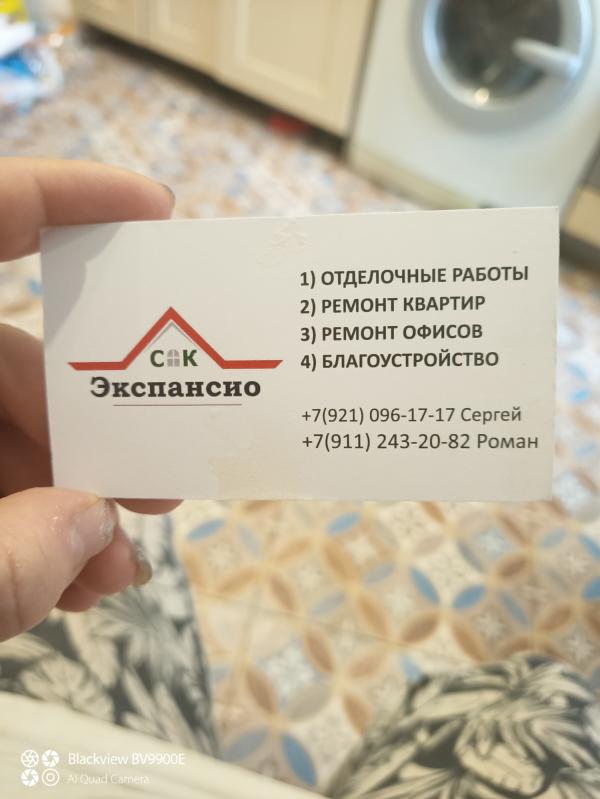 СК
Экспансио
1) ОТДЕЛОЧНЫЕ РАБОТЫ
2) РЕМОНТ КВАРТИР
3) РЕМОНТ ОФИСОВ
4) БЛАГОУСТРОЙСТВО
+7(921) 096-17-17 Сергей
+7(911) 243-20-82 Роман
Blackview BV9900E
AI Quad Camera